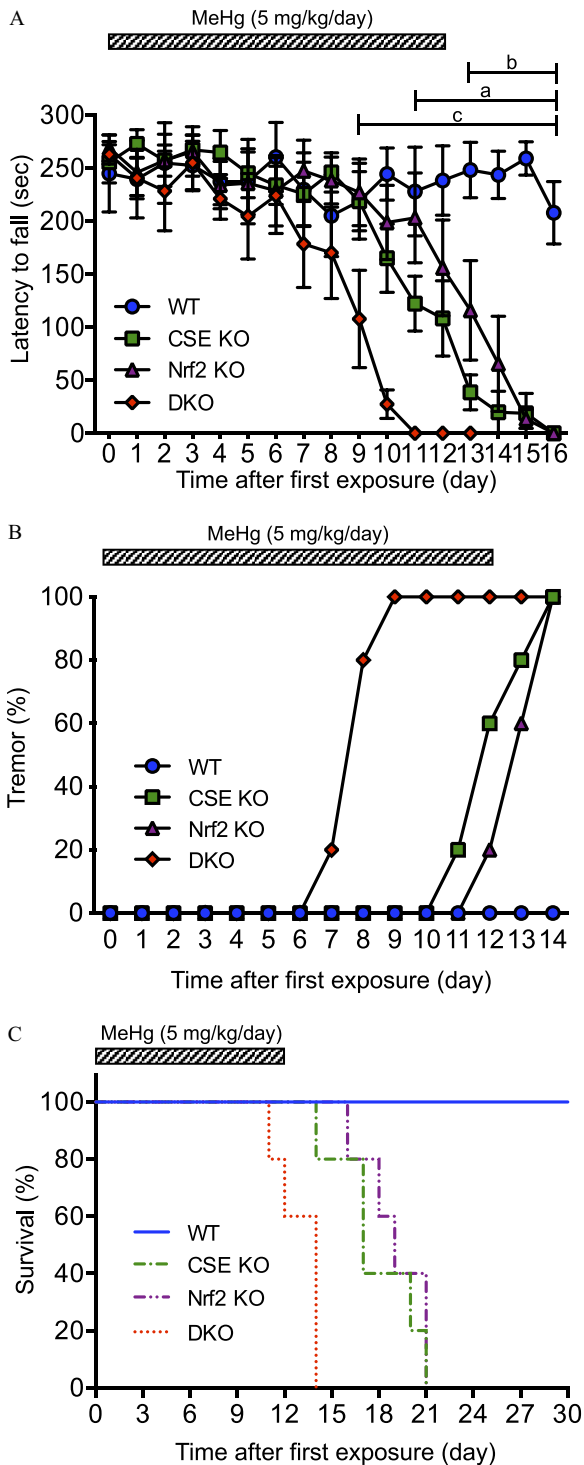 A
MeHg (5 mg/kg/day)
b
a
c
300
250
200
150
100
50
0
Latency to fall (sec)
WT
CSE KO
Nrf2 KO
DKO
0 1 2 3 4 5 6 7 8 9 10 11 12 13 14 15 16
Time after first exposure (day)
B
MeHg (5 mg/kg/day)
100
80
60
40
20
0
Tremor (%)
WT
CSE KO
Nrf2 KO
DKO
0 1 2 3 4 5 6 7 8 9 10 11 12 13 14
Time after first exposure (day)
C
MeHg (5 mg/kg/day)
100
80
60
40
20
0
Survival (%)
WT
CSE KO
Nrf2 KO
DKO
0 3 6 9 12 15 18 21 24 27 30
Time after first exposure (day)